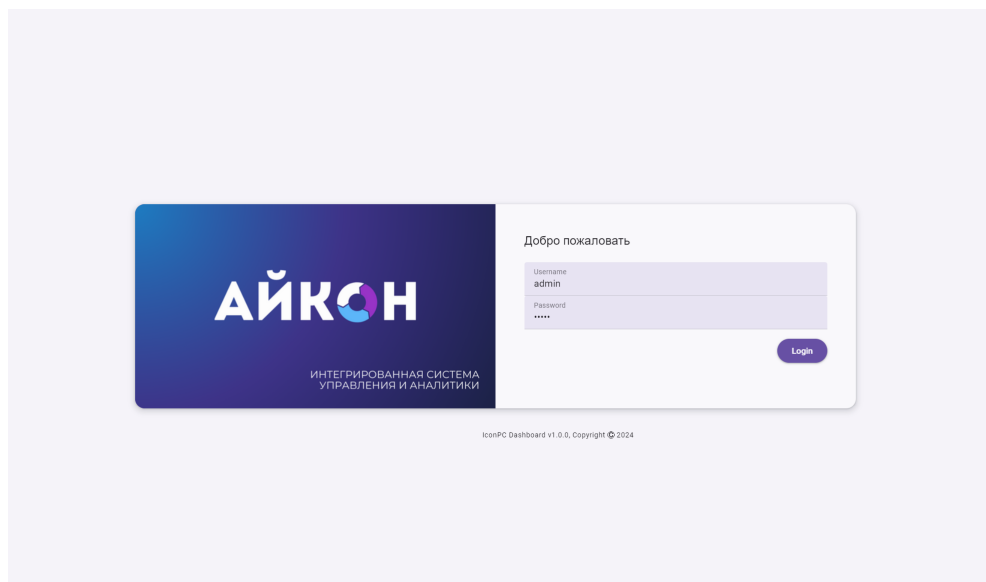 АЙКОН
ИНТЕГРИРОВАННАЯ СИСТЕМА
УПРАВЛЕНИЯ И АНАЛИТИКИ
Добро пожаловать
Username
admin
Password
•••••
Login
IconPC Dashboard v1.0.0, Copyright © 2024